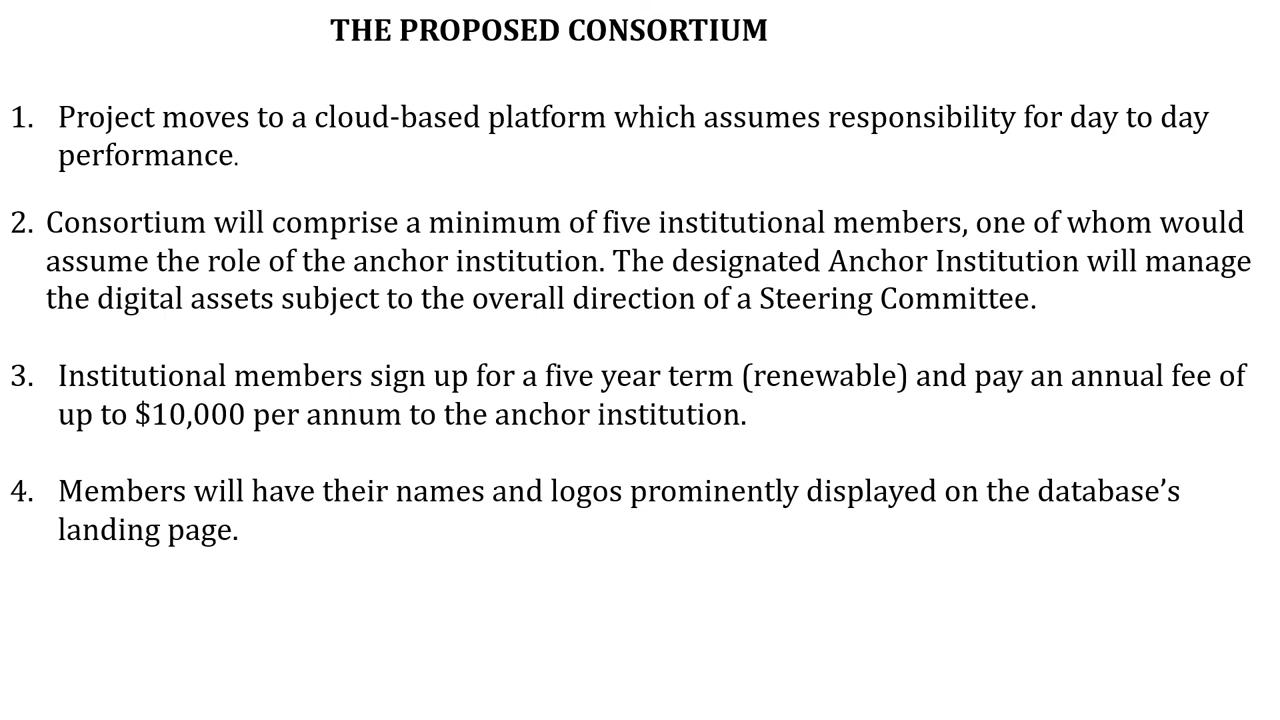 THE PROPOSED CONSORTIUM
1. Project moves to a cloud-based platform which assumes responsibility for day to day
performance.
2. Consortium will comprise a minimum of five institutional members, one of whom would
assume the role of the anchor institution. The designated Anchor Institution will manage
the digital assets subject to the overall direction of a Steering Committee.
3. Institutional members sign up for a five year term (renewable) and pay an annual fee of
up to $10,000 per annum to the anchor institution.
4. Members will have their names and logos prominently displayed on the database’s
landing page.